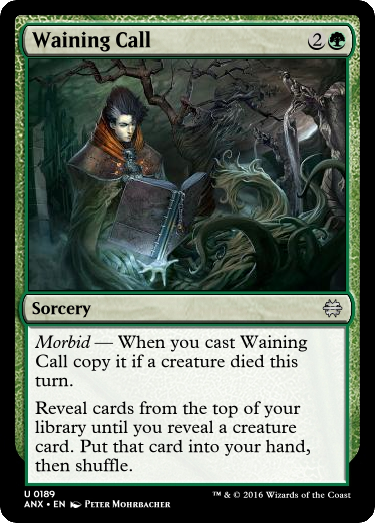 Waining Call 2
Sorcery
Morbid — When you cast Waining
Call copy it if a creature died this
turn.
Reveal cards from the top of your
library until you reveal a creature
card. Put that card into your hand,
then shuffle.
U 0189
ANX • EN Peter Mohrbacher
™ & © 2016 Wizards of the Coast